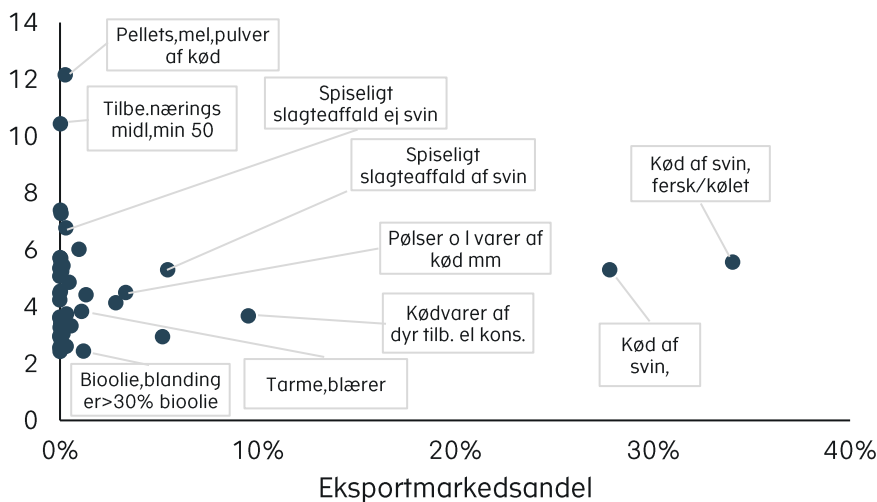 14
12
10
8
6
4
2
0
Pellets,mel,pulver
af kød
Tilbe.nærings
midl,min 50
Spiseligt
slagteaffald ej svin
Spiseligt
slagteaffald af svin
Kød af svin,
fersk/kølet
Pølser o l varer af
kød mm
Kødvarer af
dyr tilb. el kons.
Kød af
svin,
Bioolie,blanding
er>30% bioolie
Tarme,blærer
0%
10%
20%
30%
40%
Eksportmarkedsandel